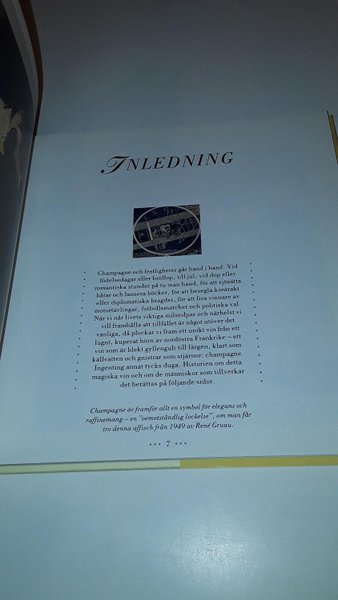 INLEDNING
Champagne och festligheter går hand i hand. Vid
födelsedagar eller bröllop, till jul, vid dop eller
romantiska stunder på tu man hand, för att sjösätta
båtar och lansera böcker, för att besegla kontrakt
eller diplomatiska bragder, för att fira vinnare av
motortävlingar, fotbollsmatcher och politiska val.
När vi når livets viktiga milstolpar och närhelst vi
vill framhålla att tillfället är något utöver det
vanliga, då plockar vi fram ett unikt vin från ett
lugnt, kuperat hörn av nordöstra Frankrike – ett
vin som är blekt gyllengult till färgen, klart som
källvatten och gnistrar som stjärnor: champagne.
Ingenting annat tycks duga. Historien om detta
magiska vin och om de människor som tillverkar
det berättas på följande sidor.
Champagne är framför allt en symbol för elegans och
raffinemang – en "oemotståndlig lockelse", om man får
tro denna affisch från 1949 av René Gruau.
••• 7 •••